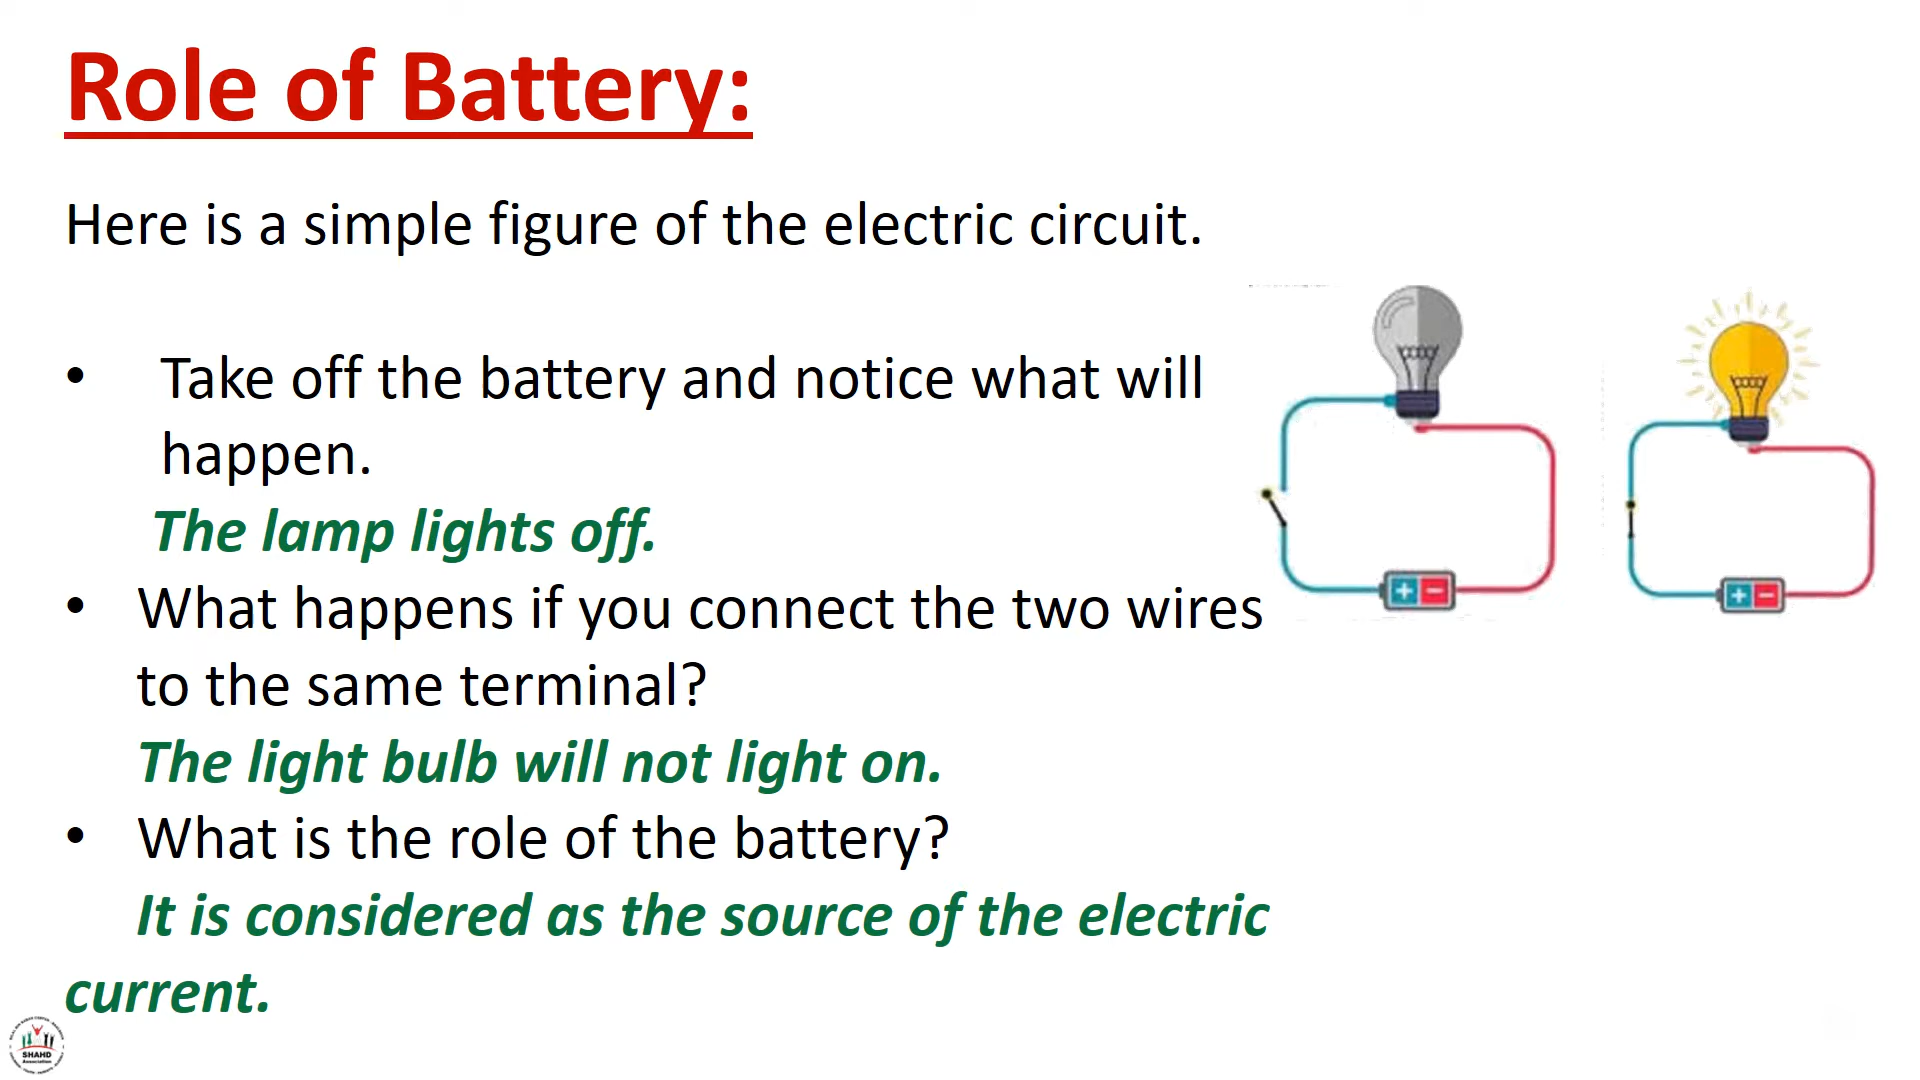 Role of Battery:
Here is a simple figure of the electric circuit.
• Take off the battery and notice what will
happen.
The lamp lights off.
• What happens if you connect the two wires
to the same terminal?
The light bulb will not light on.
• What is the role of the battery?
It is considered as the source of the electric
current.
+ −
+ −
SHAHD
Association